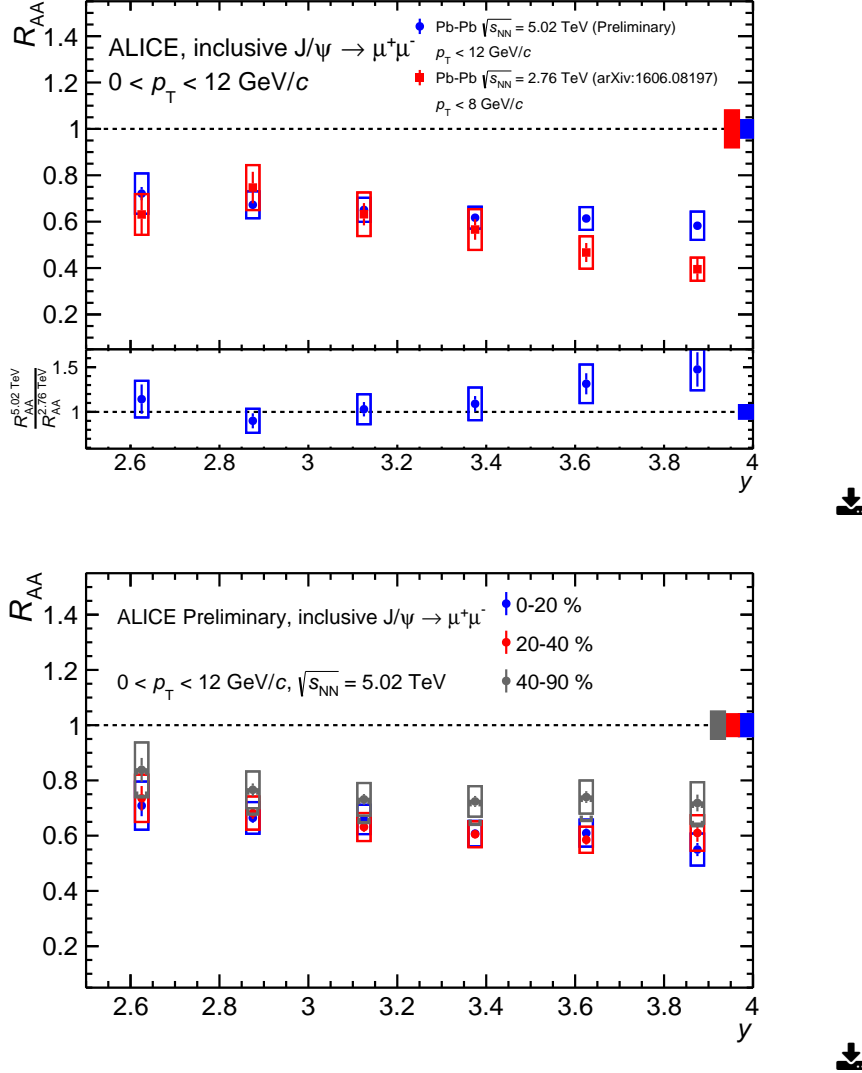 R_AA
1.4
1.2
1
0.8
0.6
0.4
0.2
ALICE, inclusive J/ψ → μ⁺μ⁻
0 < p_T < 12 GeV/c
Pb-Pb √s_NN = 5.02 TeV (Preliminary)
p_T < 12 GeV/c
Pb-Pb √s_NN = 2.76 TeV (arXiv:1606.08197)
p_T < 8 GeV/c
R_AA^5.02 TeV
R_AA^2.76 TeV
1.5
1
2.6 2.8 3 3.2 3.4 3.6 3.8 4
y
R_AA
1.4
1.2
1
0.8
0.6
0.4
0.2
ALICE Preliminary, inclusive J/ψ → μ⁺μ⁻
0 < p_T < 12 GeV/c, √s_NN = 5.02 TeV
0-20 %
20-40 %
40-90 %
2.6 2.8 3 3.2 3.4 3.6 3.8 4
y